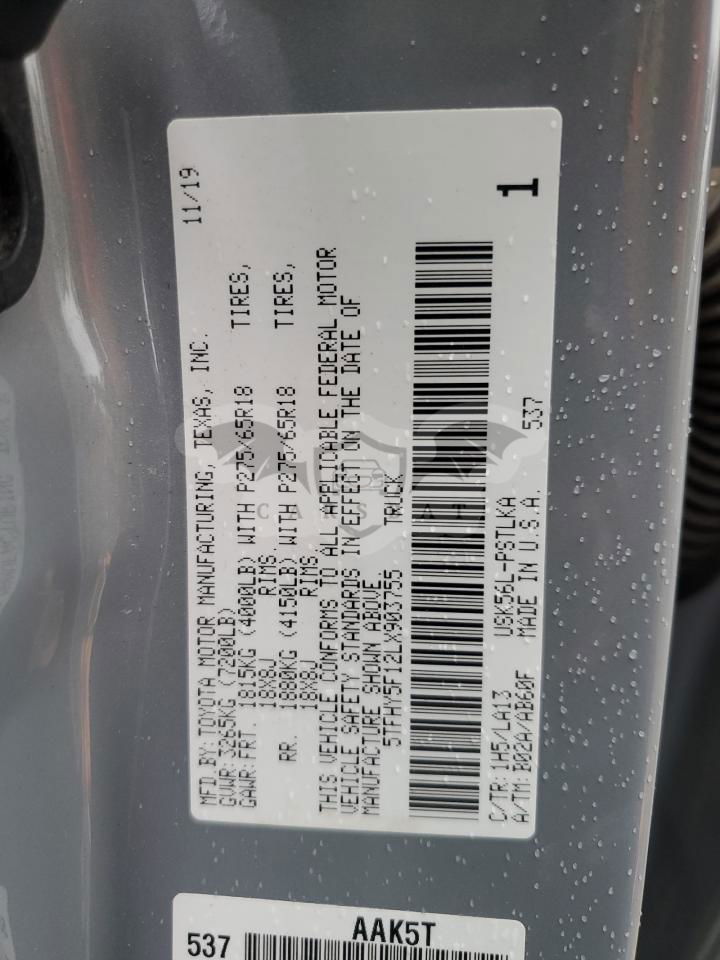 11/19
MFD BY: TOYOTA MOTOR MANUFACTURING, TEXAS, INC.
GVWR: 3265KG (7200LB)
GAWR: FRT 1815KG (4000LB) WITH P275/65R18 TIRES,
18X8J RIMS.
RR. 1880KG (4150LB) WITH P275/65R18 TIRES,
18X8J RIMS.
THIS VEHICLE CONFORMS TO ALL APPLICABLE FEDERAL MOTOR
VEHICLE SAFETY STANDARDS IN EFFECT ON THE DATE OF
MANUFACTURE SHOWN ABOVE.
5TFHY5F12LX903755 TRUCK
1
C/TR: 1H5/LA13 USK56L-PSTLKA 537
A/TM: B02A/AB60F MADE IN U.S.A.
AAK5T
537